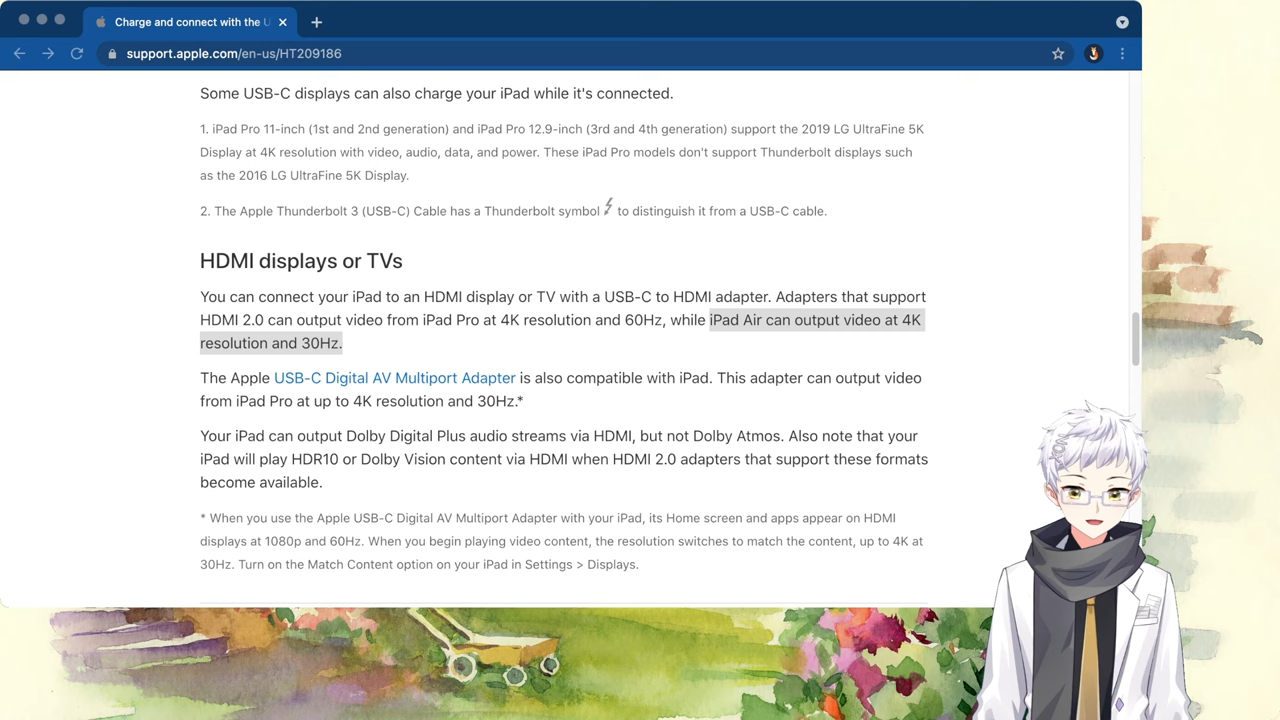 Charge and connect with the U
support.apple.com/en-us/HT209186
Some USB-C displays can also charge your iPad while it's connected.
1. iPad Pro 11-inch (1st and 2nd generation) and iPad Pro 12.9-inch (3rd and 4th generation) support the 2019 LG UltraFine 5K
Display at 4K resolution with video, audio, data, and power. These iPad Pro models don't support Thunderbolt displays such
as the 2016 LG UltraFine 5K Display.
2. The Apple Thunderbolt 3 (USB-C) Cable has a Thunderbolt symbol to distinguish it from a USB-C cable.
HDMI displays or TVs
You can connect your iPad to an HDMI display or TV with a USB-C to HDMI adapter. Adapters that support
HDMI 2.0 can output video from iPad Pro at 4K resolution and 60Hz, while iPad Air can output video at 4K
resolution and 30Hz.
The Apple USB-C Digital AV Multiport Adapter is also compatible with iPad. This adapter can output video
from iPad Pro at up to 4K resolution and 30Hz.*
Your iPad can output Dolby Digital Plus audio streams via HDMI, but not Dolby Atmos. Also note that your
iPad will play HDR10 or Dolby Vision content via HDMI when HDMI 2.0 adapters that support these formats
become available.
* When you use the Apple USB-C Digital AV Multiport Adapter with your iPad, its Home screen and apps appear on HDMI
displays at 1080p and 60Hz. When you begin playing video content, the resolution switches to match the content, up to 4K at
30Hz. Turn on the Match Content option on your iPad in Settings > Displays.